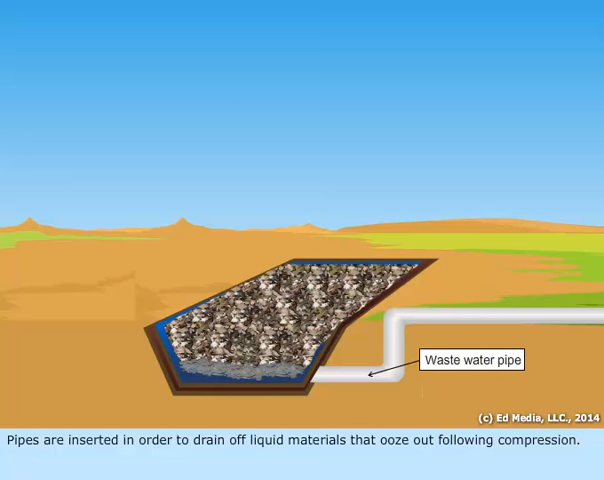 Waste water pipe
(c) Ed Media, LLC., 2014
Pipes are inserted in order to drain off liquid materials that ooze out following compression.